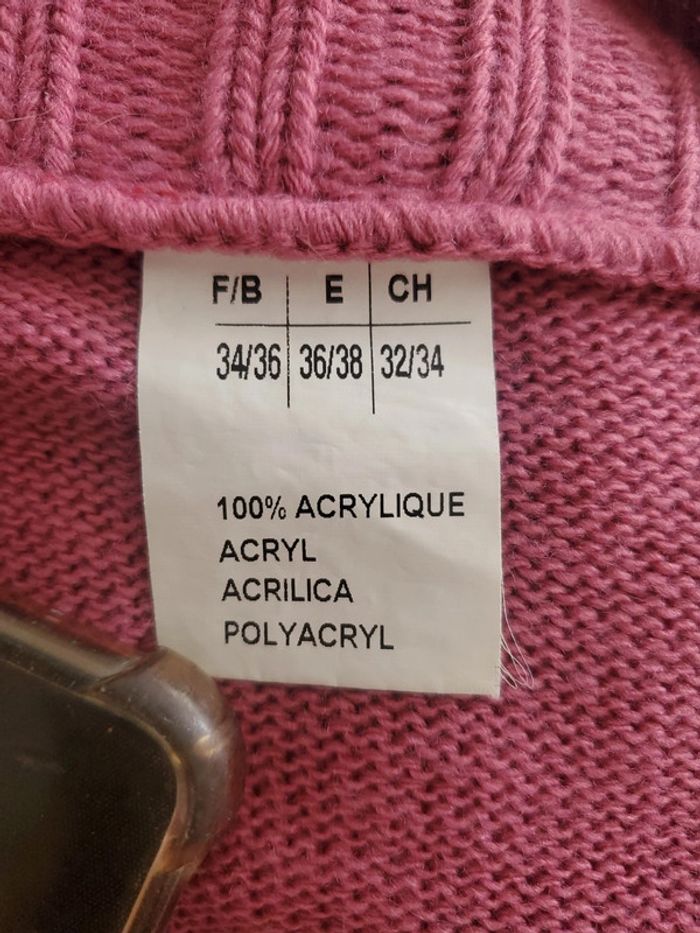 F/B E CH
34/36 36/38 32/34
100% ACRYLIQUE
ACRYL
ACRILICA
POLYACRYL